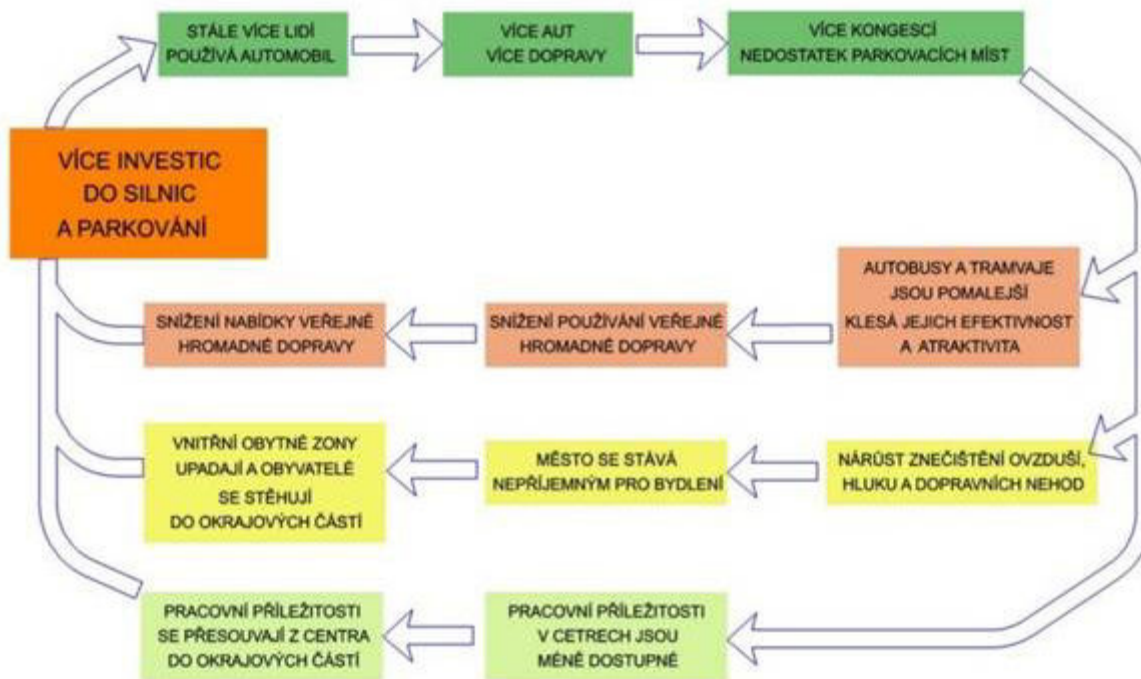 STÁLE VÍCE LIDÍ
POUŽÍVÁ AUTOMOBIL
VÍCE AUT
VÍCE DOPRAVY
VÍCE KONGESCÍ
NEDOSTATEK PARKOVACÍCH MÍST
VÍCE INVESTIC
DO SILNIC
A PARKOVÁNÍ
AUTOBUSY A TRAMVAJE
JSOU POMALEJŠÍ
KLESÁ JEJICH EFEKTIVNOST
A ATRAKTIVITA
SNÍŽENÍ POUŽÍVÁNÍ VEŘEJNÉ
HROMADNÉ DOPRAVY
SNÍŽENÍ NABÍDKY VEŘEJNÉ
HROMADNÉ DOPRAVY
NÁRŮST ZNEČIŠTĚNÍ OVZDUŠÍ,
HLUKU A DOPRAVNÍCH NEHOD
MĚSTO SE STÁVÁ
NEPŘÍJEMNÝM PRO BYDLENÍ
VNITŘNÍ OBYTNÉ ZONY
UPADAJÍ A OBYVATELÉ
SE STĚHUJÍ
DO OKRAJOVÝCH ČÁSTÍ
PRACOVNÍ PŘÍLEŽITOSTI
V CETRECH JSOU
MÉNĚ DOSTUPNÉ
PRACOVNÍ PŘÍLEŽITOSTI
SE PŘESOUVAJÍ Z CENTRA
DO OKRAJOVÝCH ČÁSTÍ